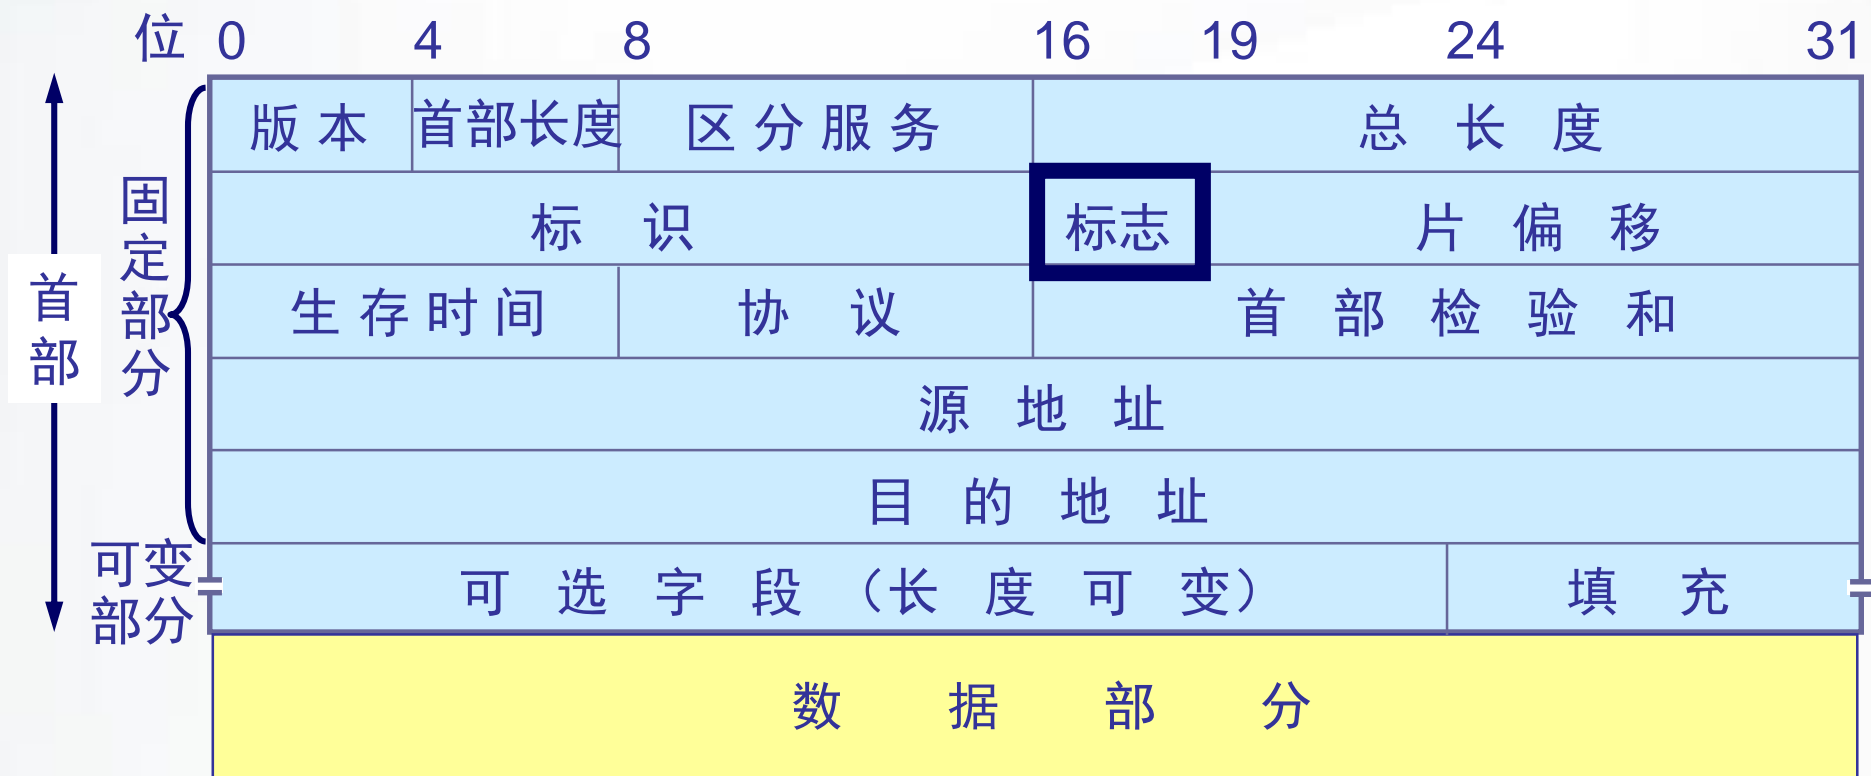 位 0 4 8 16 19 24 31
版本 首部长度 区分服务 总长度
标识 标志 片偏移
生存时间 协议 首部检验和
源地址
目的地址
可选字段（长度可变） 填充
数据部分
首部
固定部分
可变
部分